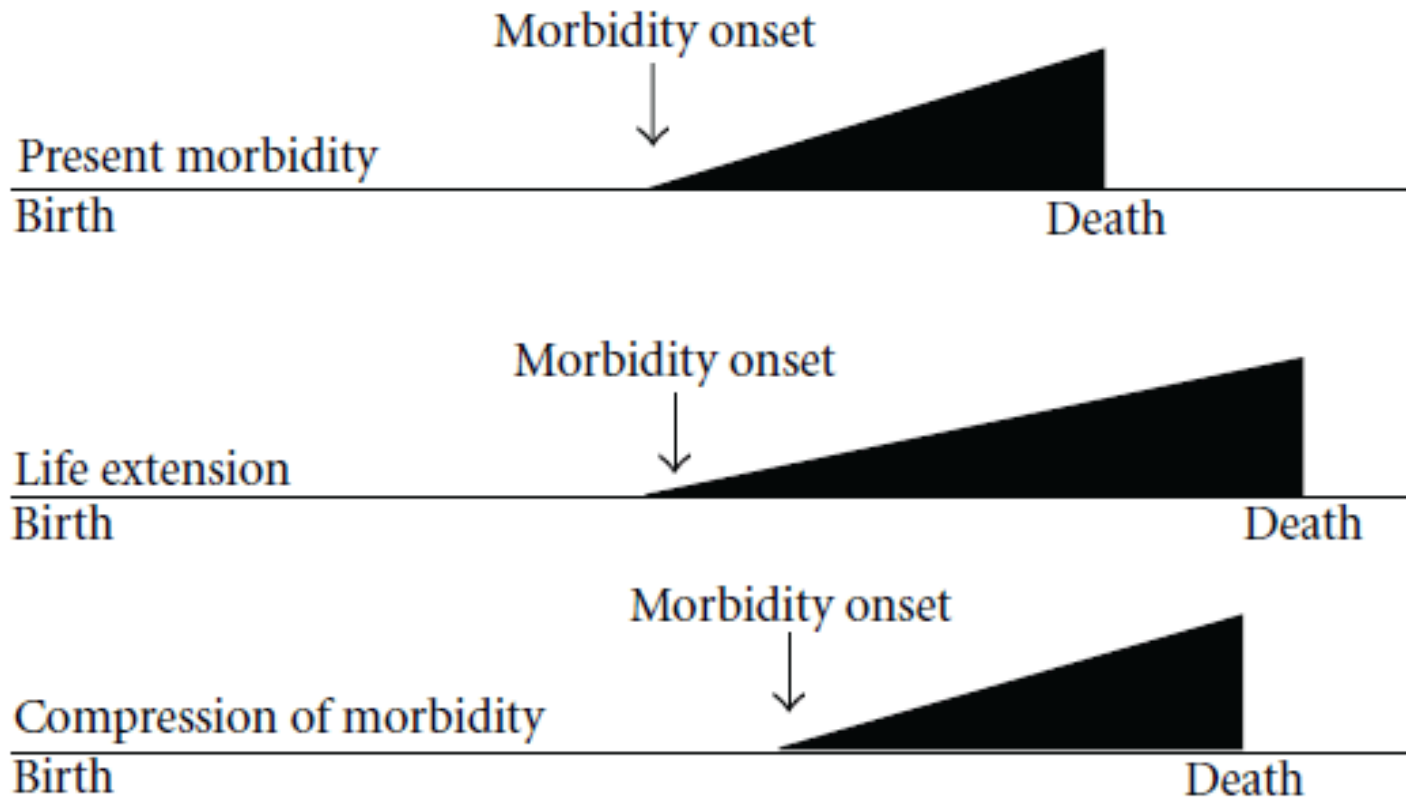 Morbidity onset
Present morbidity
Birth
Death
Morbidity onset
Life extension
Birth
Death
Morbidity onset
Compression of morbidity
Birth
Death